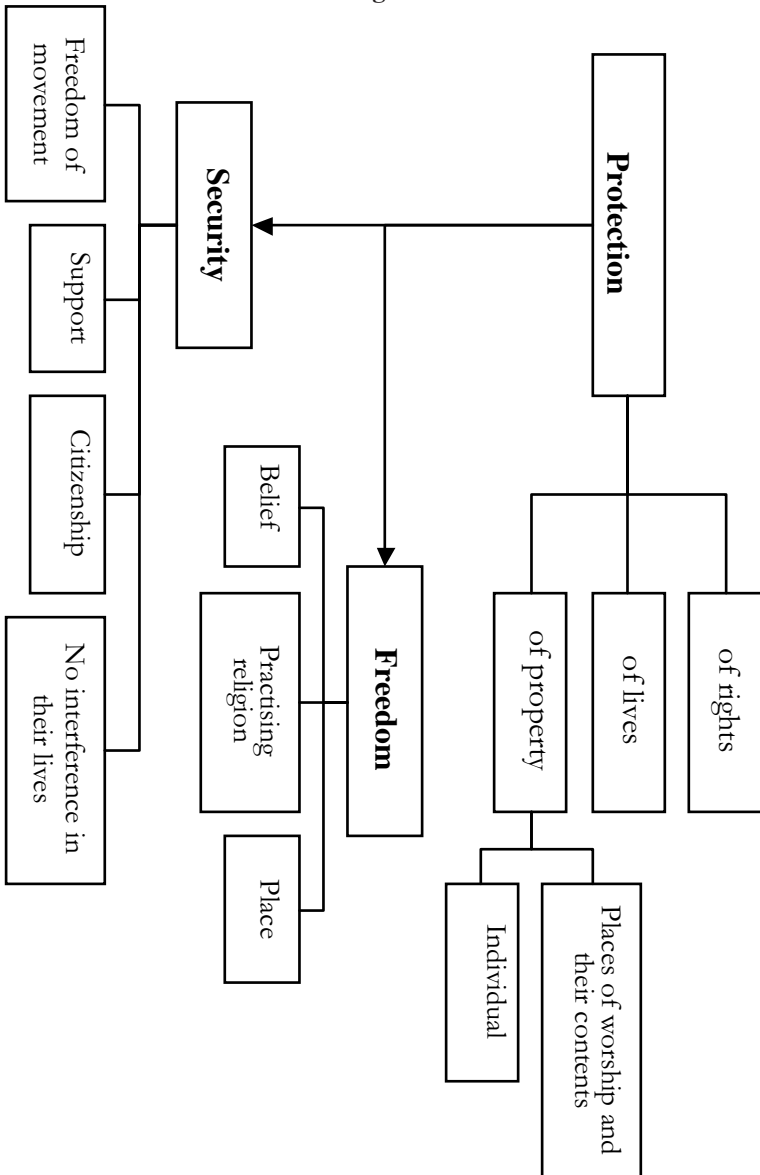 Protection
of rights
of lives
of property
Places of worship and
their contents
Individual
Security
Freedom
Belief
Practising
religion
Place
Freedom of
movement
Support
Citizenship
No interference in
their lives